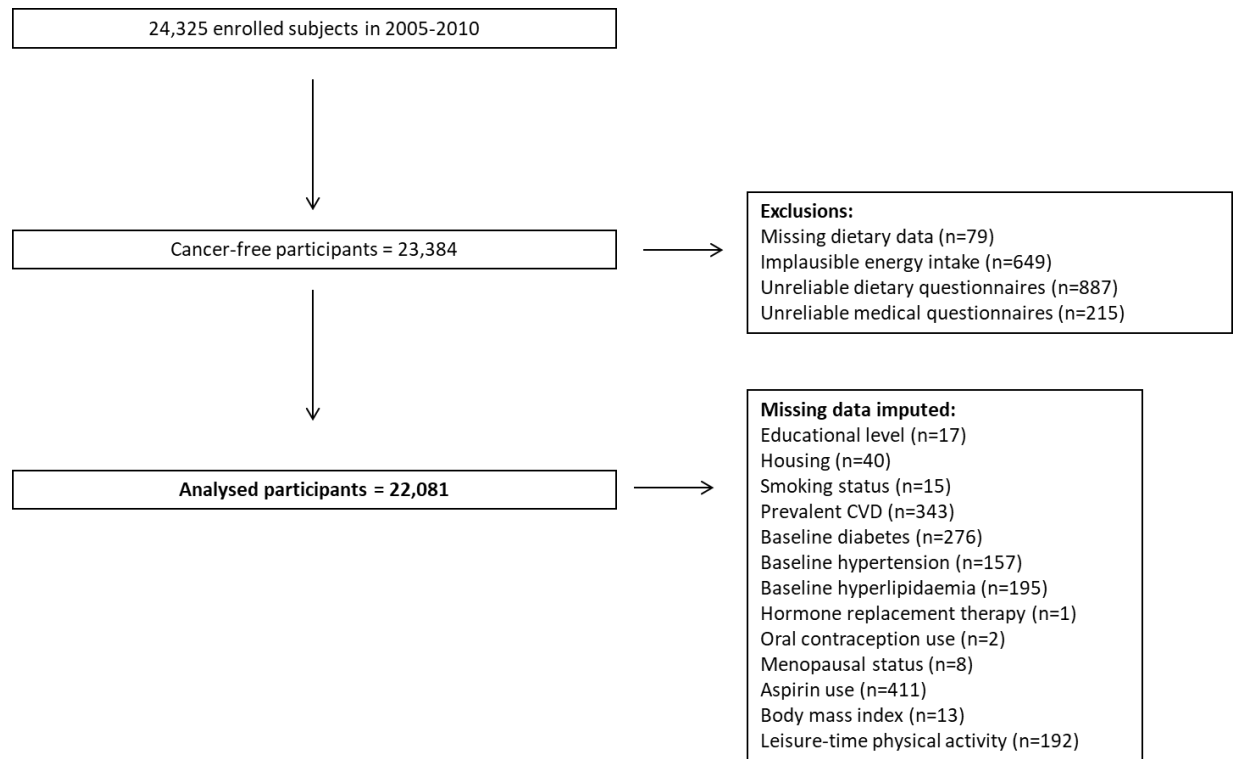 24,325 enrolled subjects in 2005-2010
Cancer-free participants = 23,384
Exclusions:
Missing dietary data (n=79)
Implausible energy intake (n=649)
Unreliable dietary questionnaires (n=887)
Unreliable medical questionnaires (n=215)
Analysed participants = 22,081
Missing data imputed:
Educational level (n=17)
Housing (n=40)
Smoking status (n=15)
Prevalent CVD (n=343)
Baseline diabetes (n=276)
Baseline hypertension (n=157)
Baseline hyperlipidaemia (n=195)
Hormone replacement therapy (n=1)
Oral contraception use (n=2)
Menopausal status (n=8)
Aspirin use (n=411)
Body mass index (n=13)
Leisure-time physical activity (n=192)